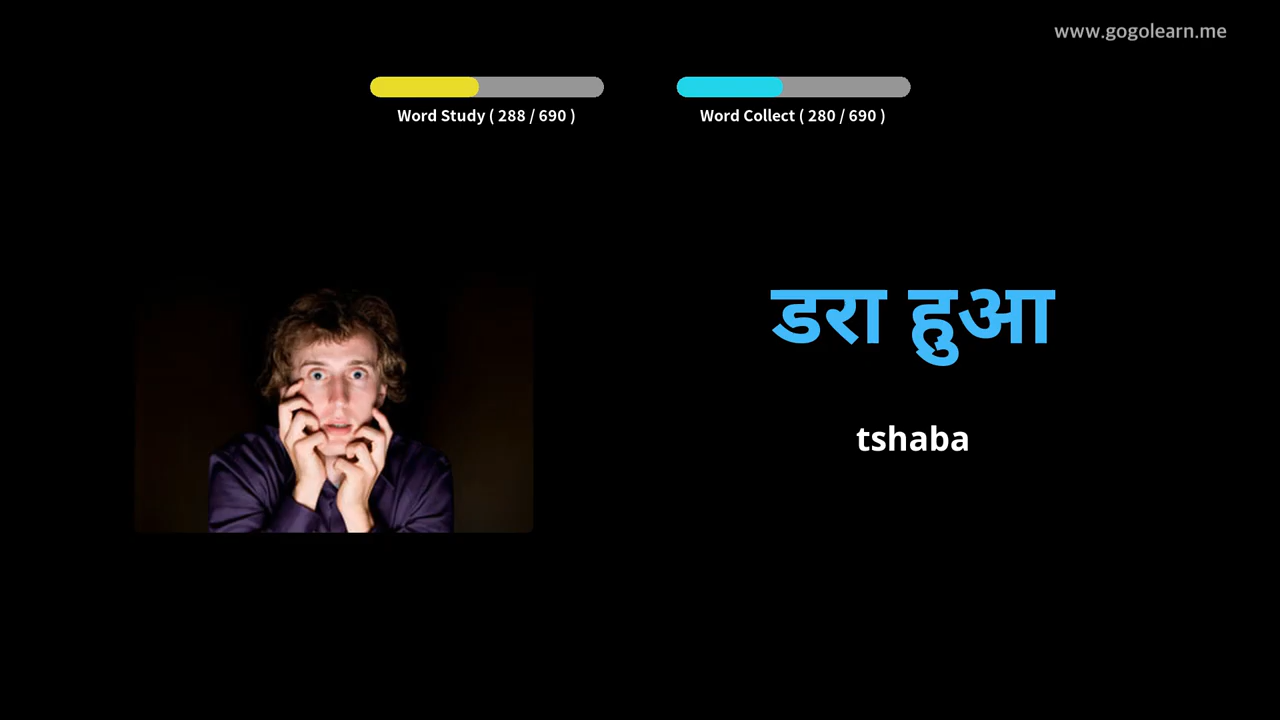 www.gogolearn.me
Word Study ( 288 / 690 )
Word Collect ( 280 / 690 )
डरा हुआ
tshaba